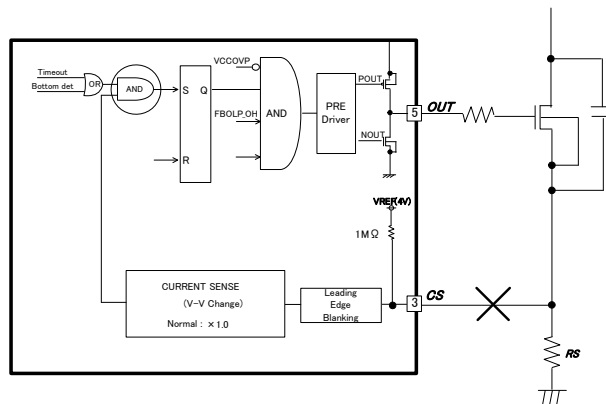 VCCOVP
Timeout
Bottom det
OR
AND
S Q
R
FBOLP_OH
AND
PRE
Driver
POUT
NOUT
5 OUT
VREF(4V)
1MΩ
CURRENT SENSE
(V-V Change)
Normal : ×1.0
Leading
Edge
Blanking
3 CS
RS